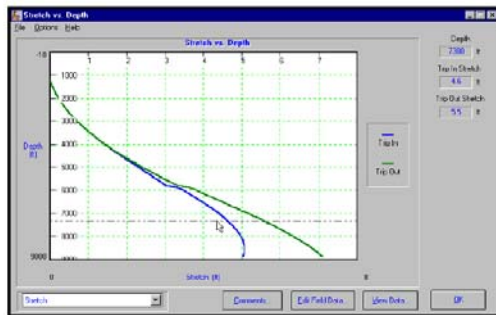 Stretch vs. Depth
File Options Help
Stretch vs. Depth
-10 1 2 3 4 5 6 7
1000
2000
3000
4000
5000
6000
7000
8000
9000 9000
Depth
(ft)
0 8
Stretch (ft)
Trip In
Trip Out
Depth
7300 ft
Trip In Stretch
4.6 ft
Trip Out Stretch
5.5 ft
Stretch
Comments...
Edit Field Data...
View Data...
OK